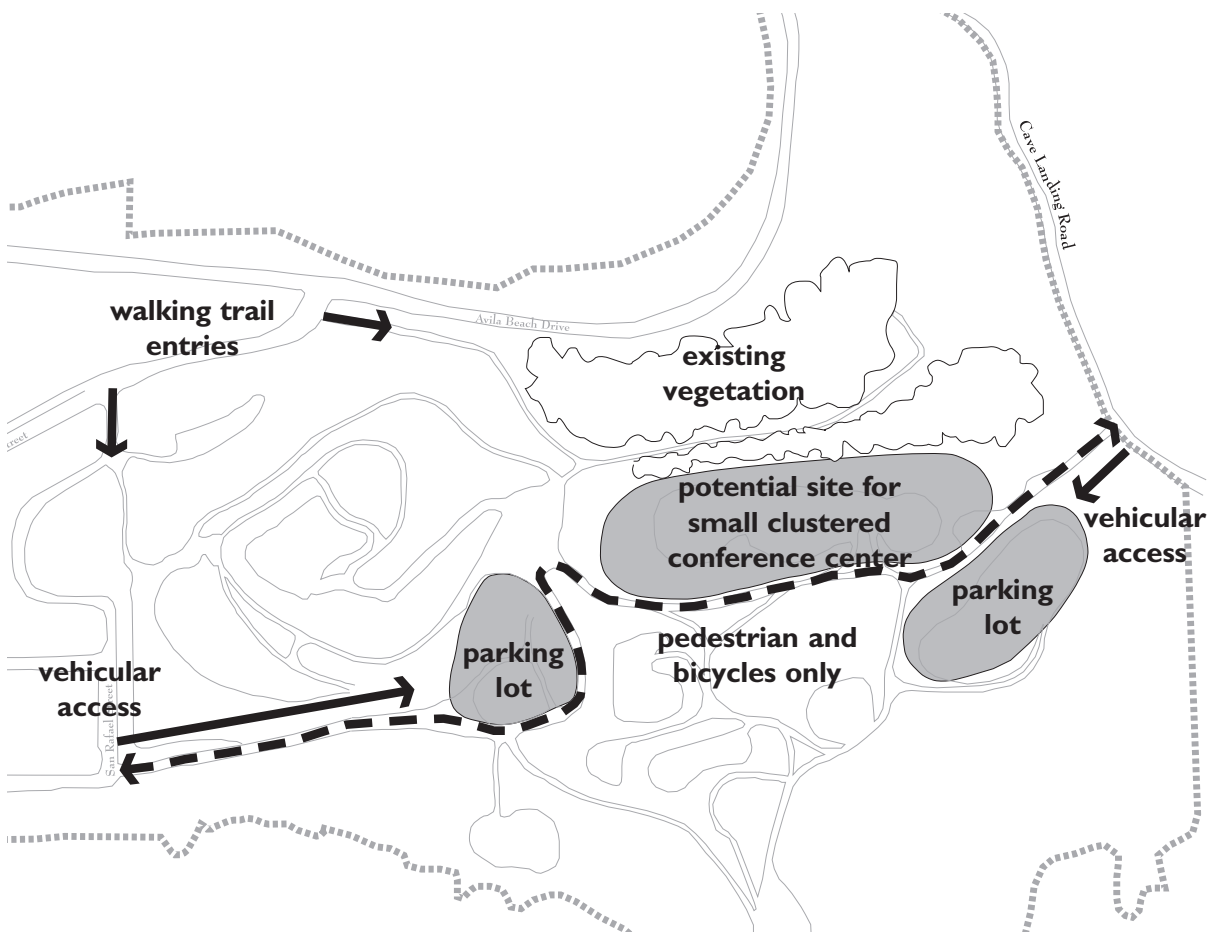 Cave Landing Road
walking trail
entries
Avila Beach Drive
existing
vegetation
potential site for
small clustered
conference center
vehicular
access
parking
lot
pedestrian and
bicycles only
parking
lot
vehicular
access
San Rafael Street